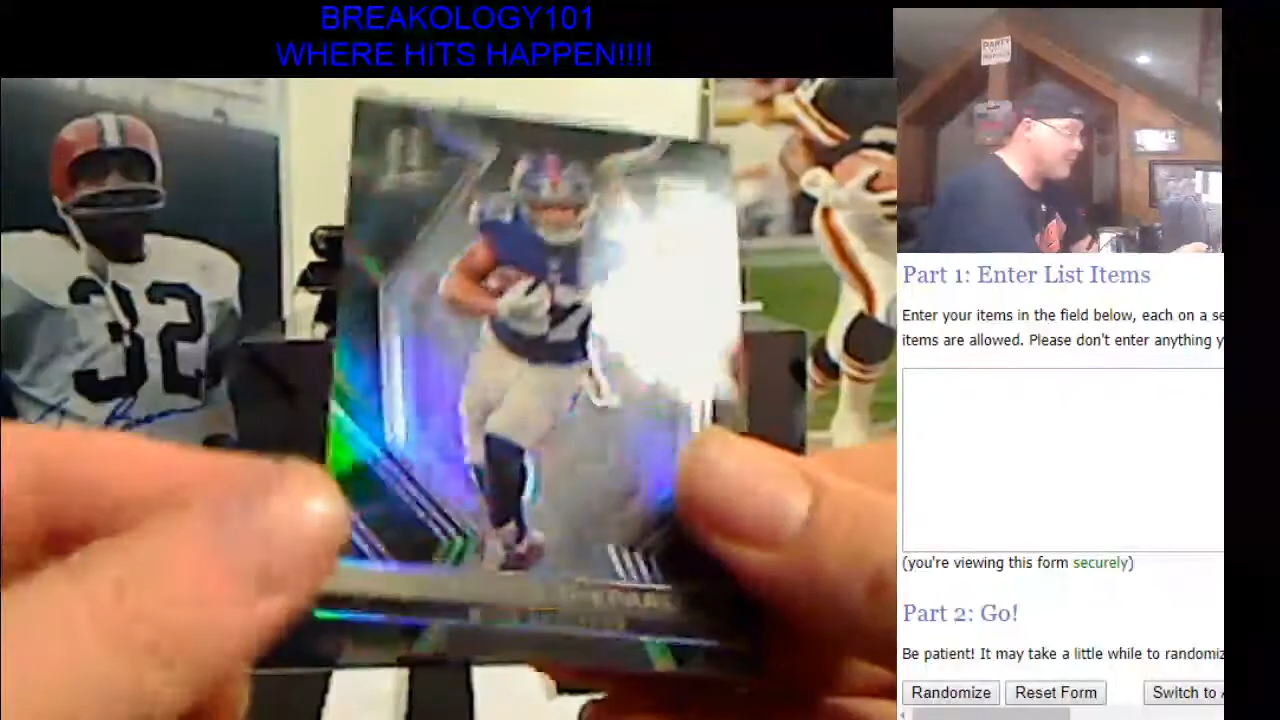 BREAKOLOGY101
WHERE HITS HAPPEN!!!!
32
PARTY
Part 1: Enter List Items
Enter your items in the field below, each on a se
items are allowed. Please don't enter anything y
(you're viewing this form securely)
Part 2: Go!
Be patient! It may take a little while to randomiz
Randomize
Reset Form
Switch to